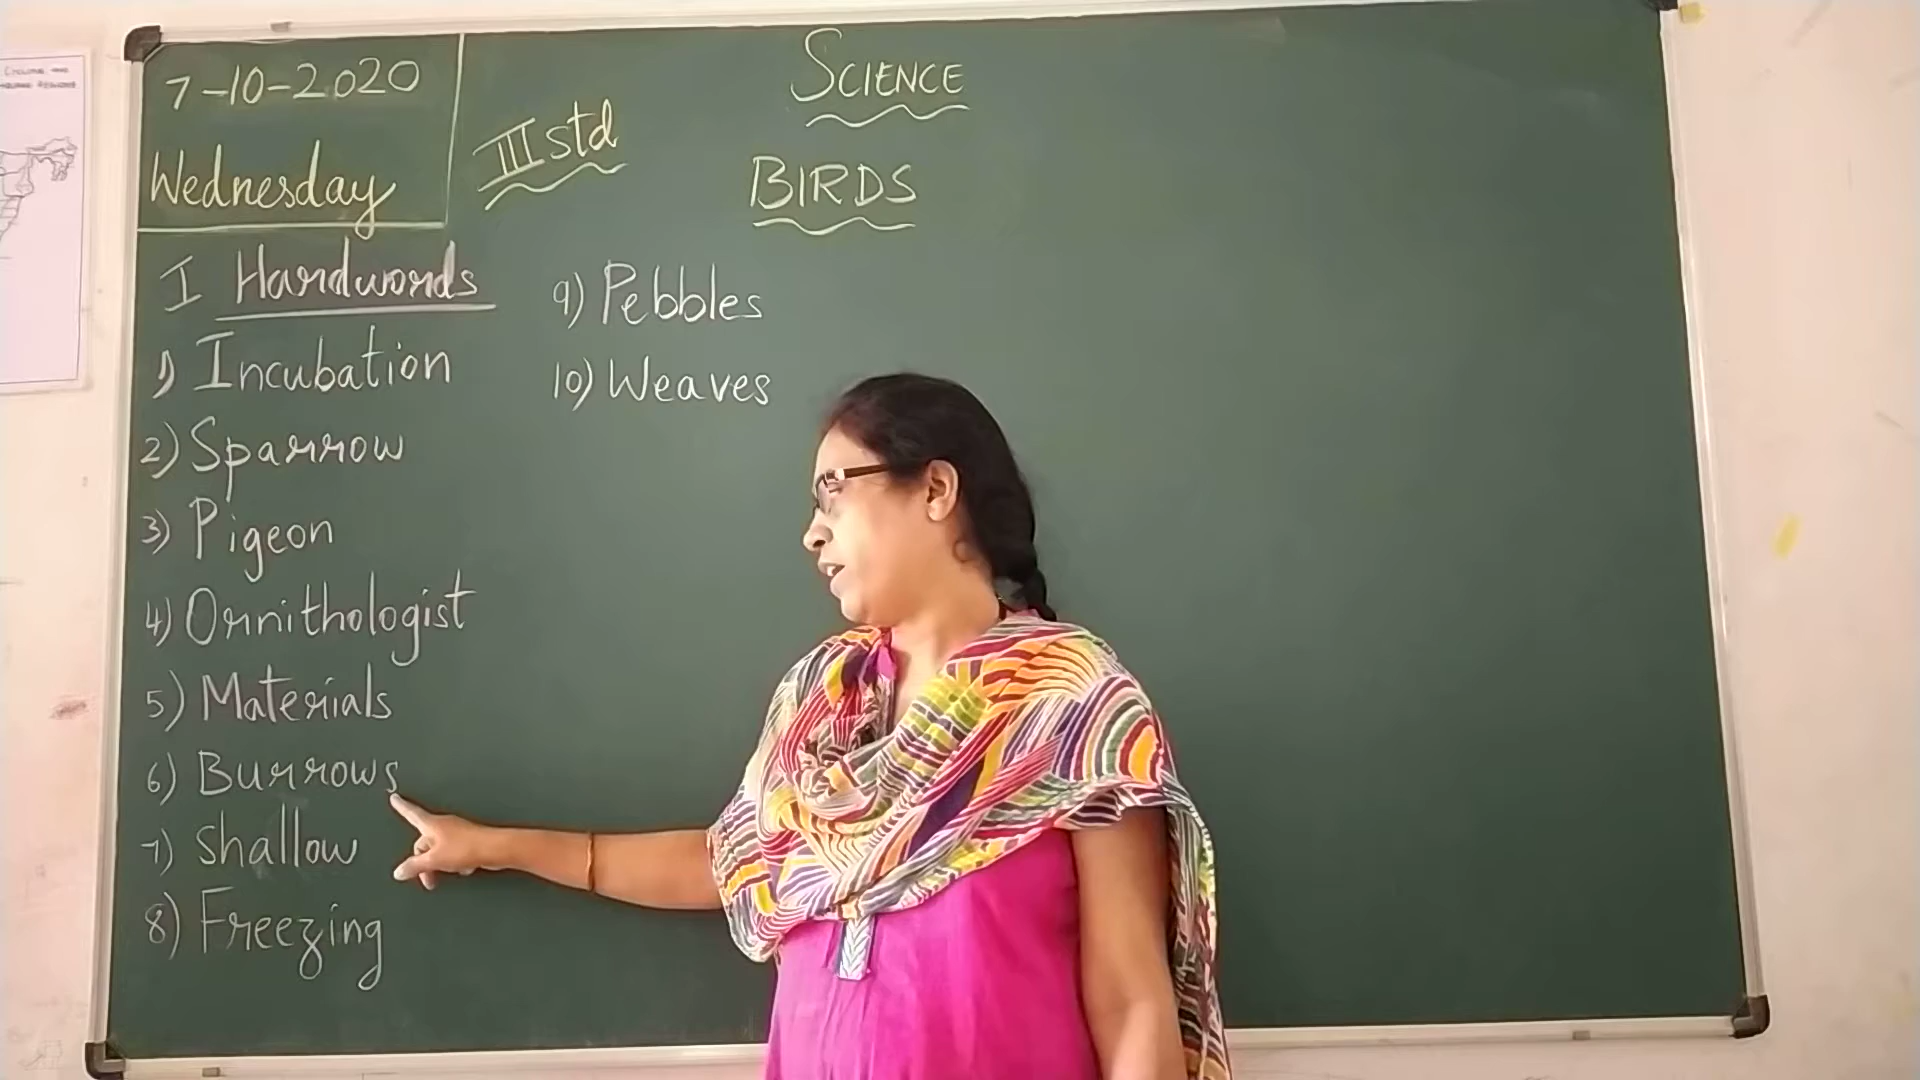 7-10-2020
Wednesday
III std
SCIENCE
BIRDS
I Hardwords
1) Incubation
2) Sparrow
3) Pigeon
4) Ornithologist
5) Materials
6) Burrows
7) Shallow
8) Freezing
9) Pebbles
10) Weaves